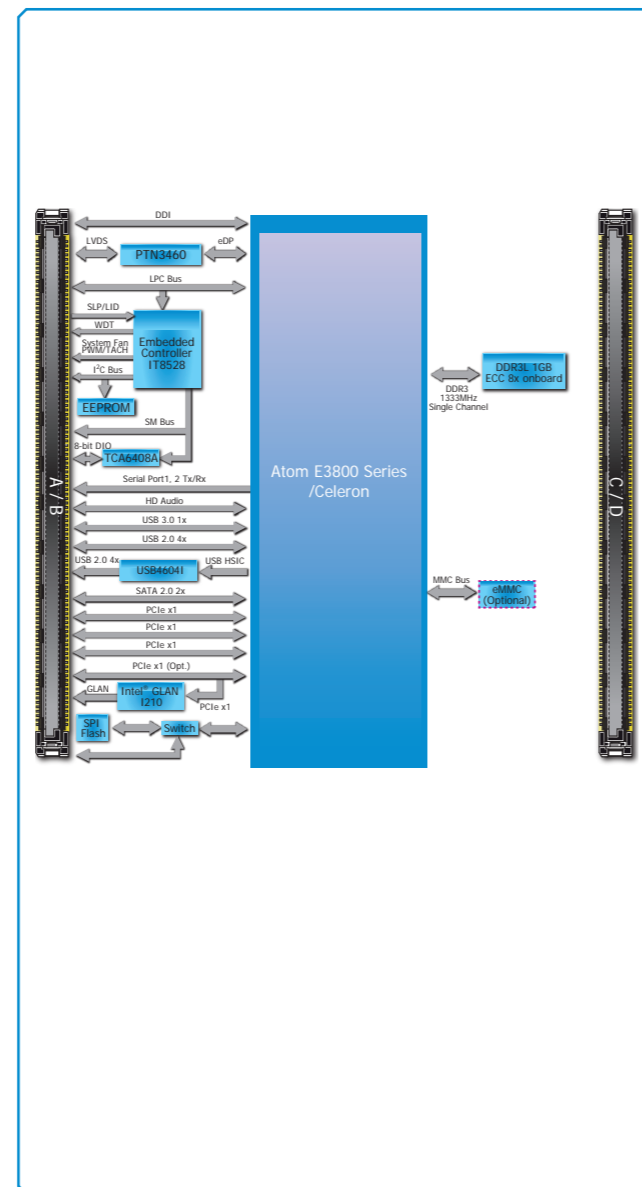 DDI
LVDS
eDP
PTN3460
LPC Bus
SLP/LID
WDT
System Fan
PWM/TACH
Embedded
Controller
IT8528
I²C Bus
EEPROM
SM Bus
8-bit DIO
TCA6408A
Serial Port1, 2 Tx/Rx
HD Audio
USB 3.0 1x
USB 2.0 4x
USB 2.0 4x
USB HSIC
USB4604I
SATA 2.0 2x
PCIe x1
PCIe x1
PCIe x1
PCIe x1 (Opt.)
GLAN
Intel® GLAN
I210
PCIe x1
SPI
Flash
Switch
A / B
Atom E3800 Series
/Celeron
DDR3L 1GB
ECC 8x onboard
DDR3
1333MHz
Single Channel
MMC Bus
eMMC
(Optional)
C / D